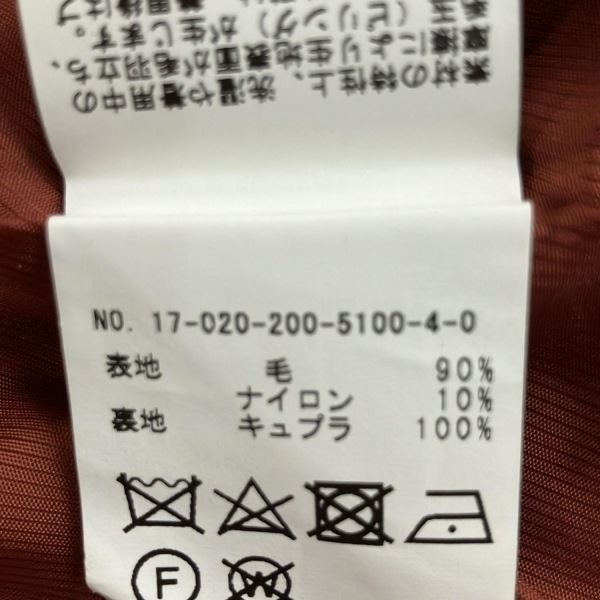 素材の特性上、洗濯や着用中の
摩擦により生地表面が毛羽立ち、
毛玉(ピリング)が生じます。
NO. 17-020-200-5100-4-0
表地 毛 90%
ナイロン 10%
裏地 キュプラ 100%
F
W